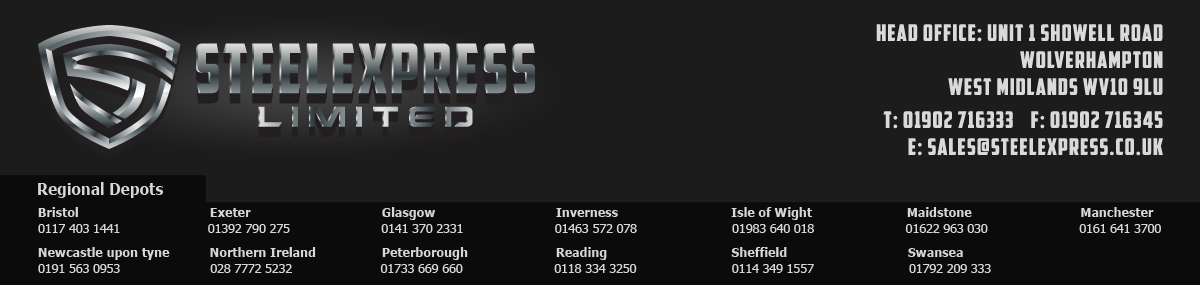 STEELEXPRESS
LIMITED
HEAD OFFICE: UNIT 1 SHOWELL ROAD
WOLVERHAMPTON
WEST MIDLANDS WV10 9LU
T: 01902 716333 F: 01902 716345
E: SALES@STEELEXPRESS.CO.UK
Regional Depots
Bristol Exeter Glasgow Inverness Isle of Wight Maidstone Manchester
0117 403 1441 01392 790 275 0141 370 2331 01463 572 078 01983 640 018 01622 963 030 0161 641 3700
Newcastle upon tyne Northern Ireland Peterborough Reading Sheffield Swansea
0191 563 0953 028 7772 5232 01733 669 660 0118 334 3250 0114 349 1557 01792 209 333